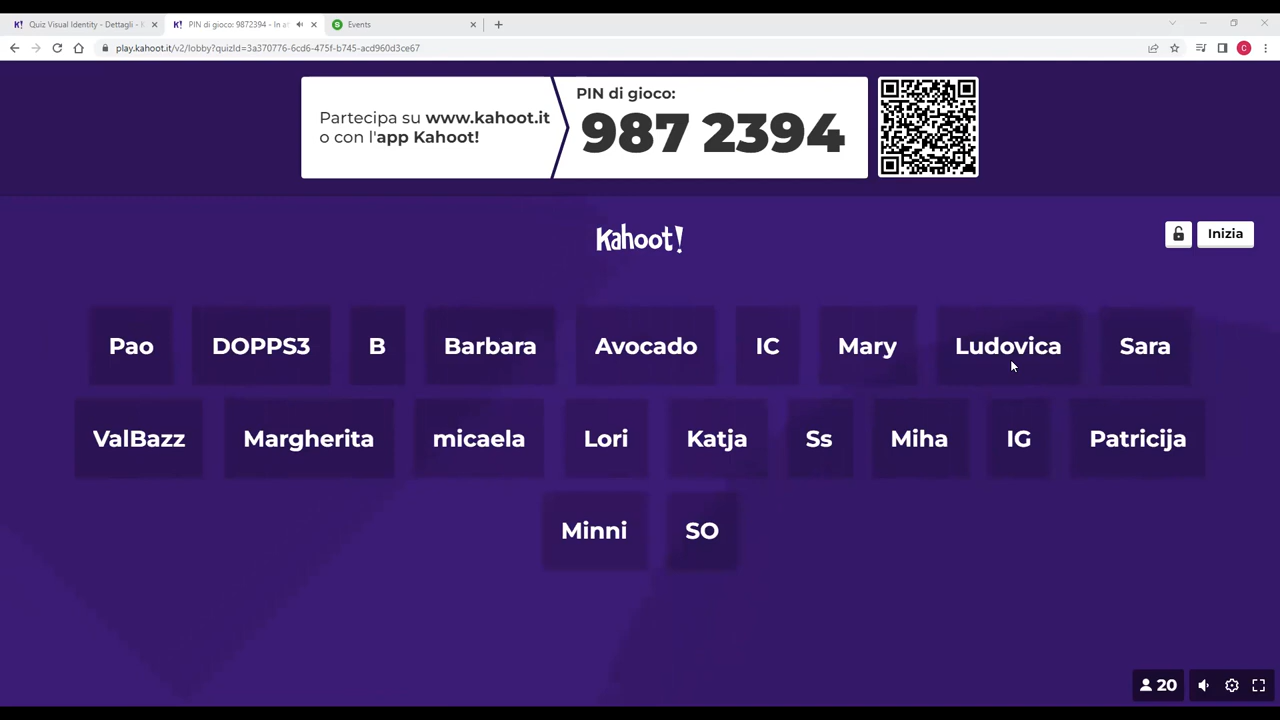 Quiz Visual Identity - Dettagli -
PIN di gioco: 9872394 - In at
Events
play.kahoot.it/v2/lobby?quizId=3a370776-6cd6-475f-b745-acd960d3ce67
C
Partecipa su www.kahoot.it
o con l'app Kahoot!
PIN di gioco:
987 2394
Kahoot!
Inizia
Pao DOPPS3 B Barbara Avocado IC Mary Ludovica Sara
ValBazz Margherita micaela Lori Katja Ss Miha IG Patricija
Minni SO
20